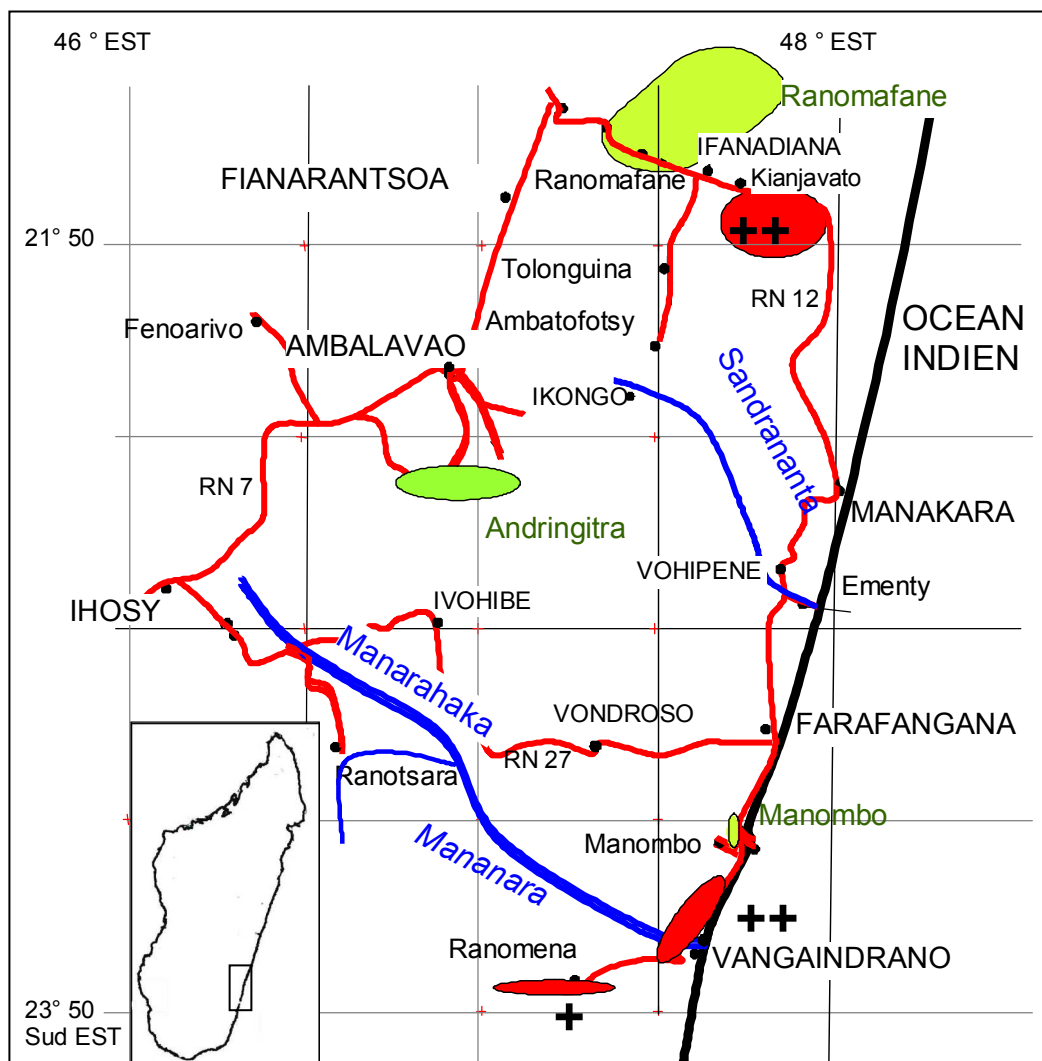 46 ° EST
48 ° EST
Ranomafane
IFANADIANA
FIANARANTSOA
Ranomafane
Kianjavato
++
21° 50
Tolonguina
RN 12
Fenoarivo
Ambatofotsy
OCEAN
INDIEN
AMBALAVAO
IKONGO
Sandrananta
RN 7
MANAKARA
Andringitra
VOHIPENE
Ementy
IHOSY
IVOHIBE
Manarahaka
VONDROSO
FARAFANGANA
RN 27
Ranotsara
Manombo
Manombo
Mananara
++
Ranomena
VANGAINDRANO
23° 50
+
Sud EST